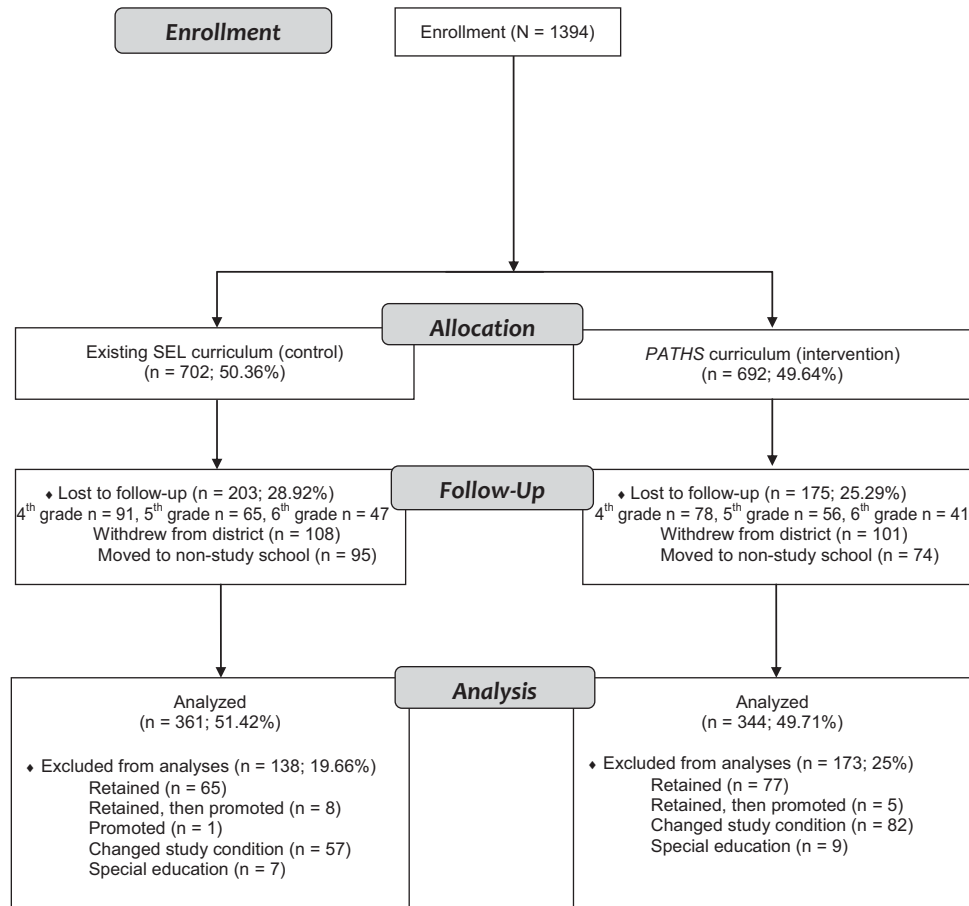 Enrollment
Enrollment (N = 1394)
Allocation
Existing SEL curriculum (control)
(n = 702; 50.36%)
PATHS curriculum (intervention)
(n = 692; 49.64%)
Follow-Up
♦ Lost to follow-up (n = 203; 28.92%)
4th grade n = 91, 5th grade n = 65, 6th grade n = 47
Withdrew from district (n = 108)
Moved to non-study school (n = 95)
♦ Lost to follow-up (n = 175; 25.29%)
4th grade n = 78, 5th grade n = 56, 6th grade n = 41
Withdrew from district (n = 101)
Moved to non-study school (n = 74)
Analysis
Analyzed
(n = 361; 51.42%)
♦ Excluded from analyses (n = 138; 19.66%)
Retained (n = 65)
Retained, then promoted (n = 8)
Promoted (n = 1)
Changed study condition (n = 57)
Special education (n = 7)
Analyzed
(n = 344; 49.71%)
♦ Excluded from analyses (n = 173; 25%)
Retained (n = 77)
Retained, then promoted (n = 5)
Changed study condition (n = 82)
Special education (n = 9)